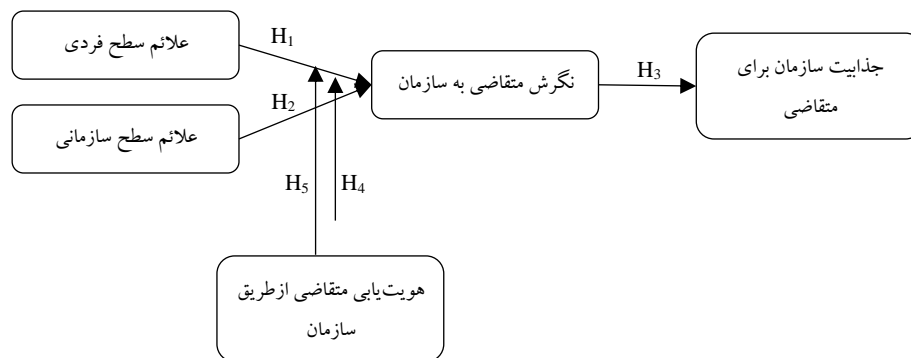 علائم سطح فردی
H1
نگرش متقاضی به سازمان
H3
جذابیت سازمان برای
متقاضی
H2
علائم سطح سازمانی
H5
H4
هویت‌یابی متقاضی ازطریق
سازمان